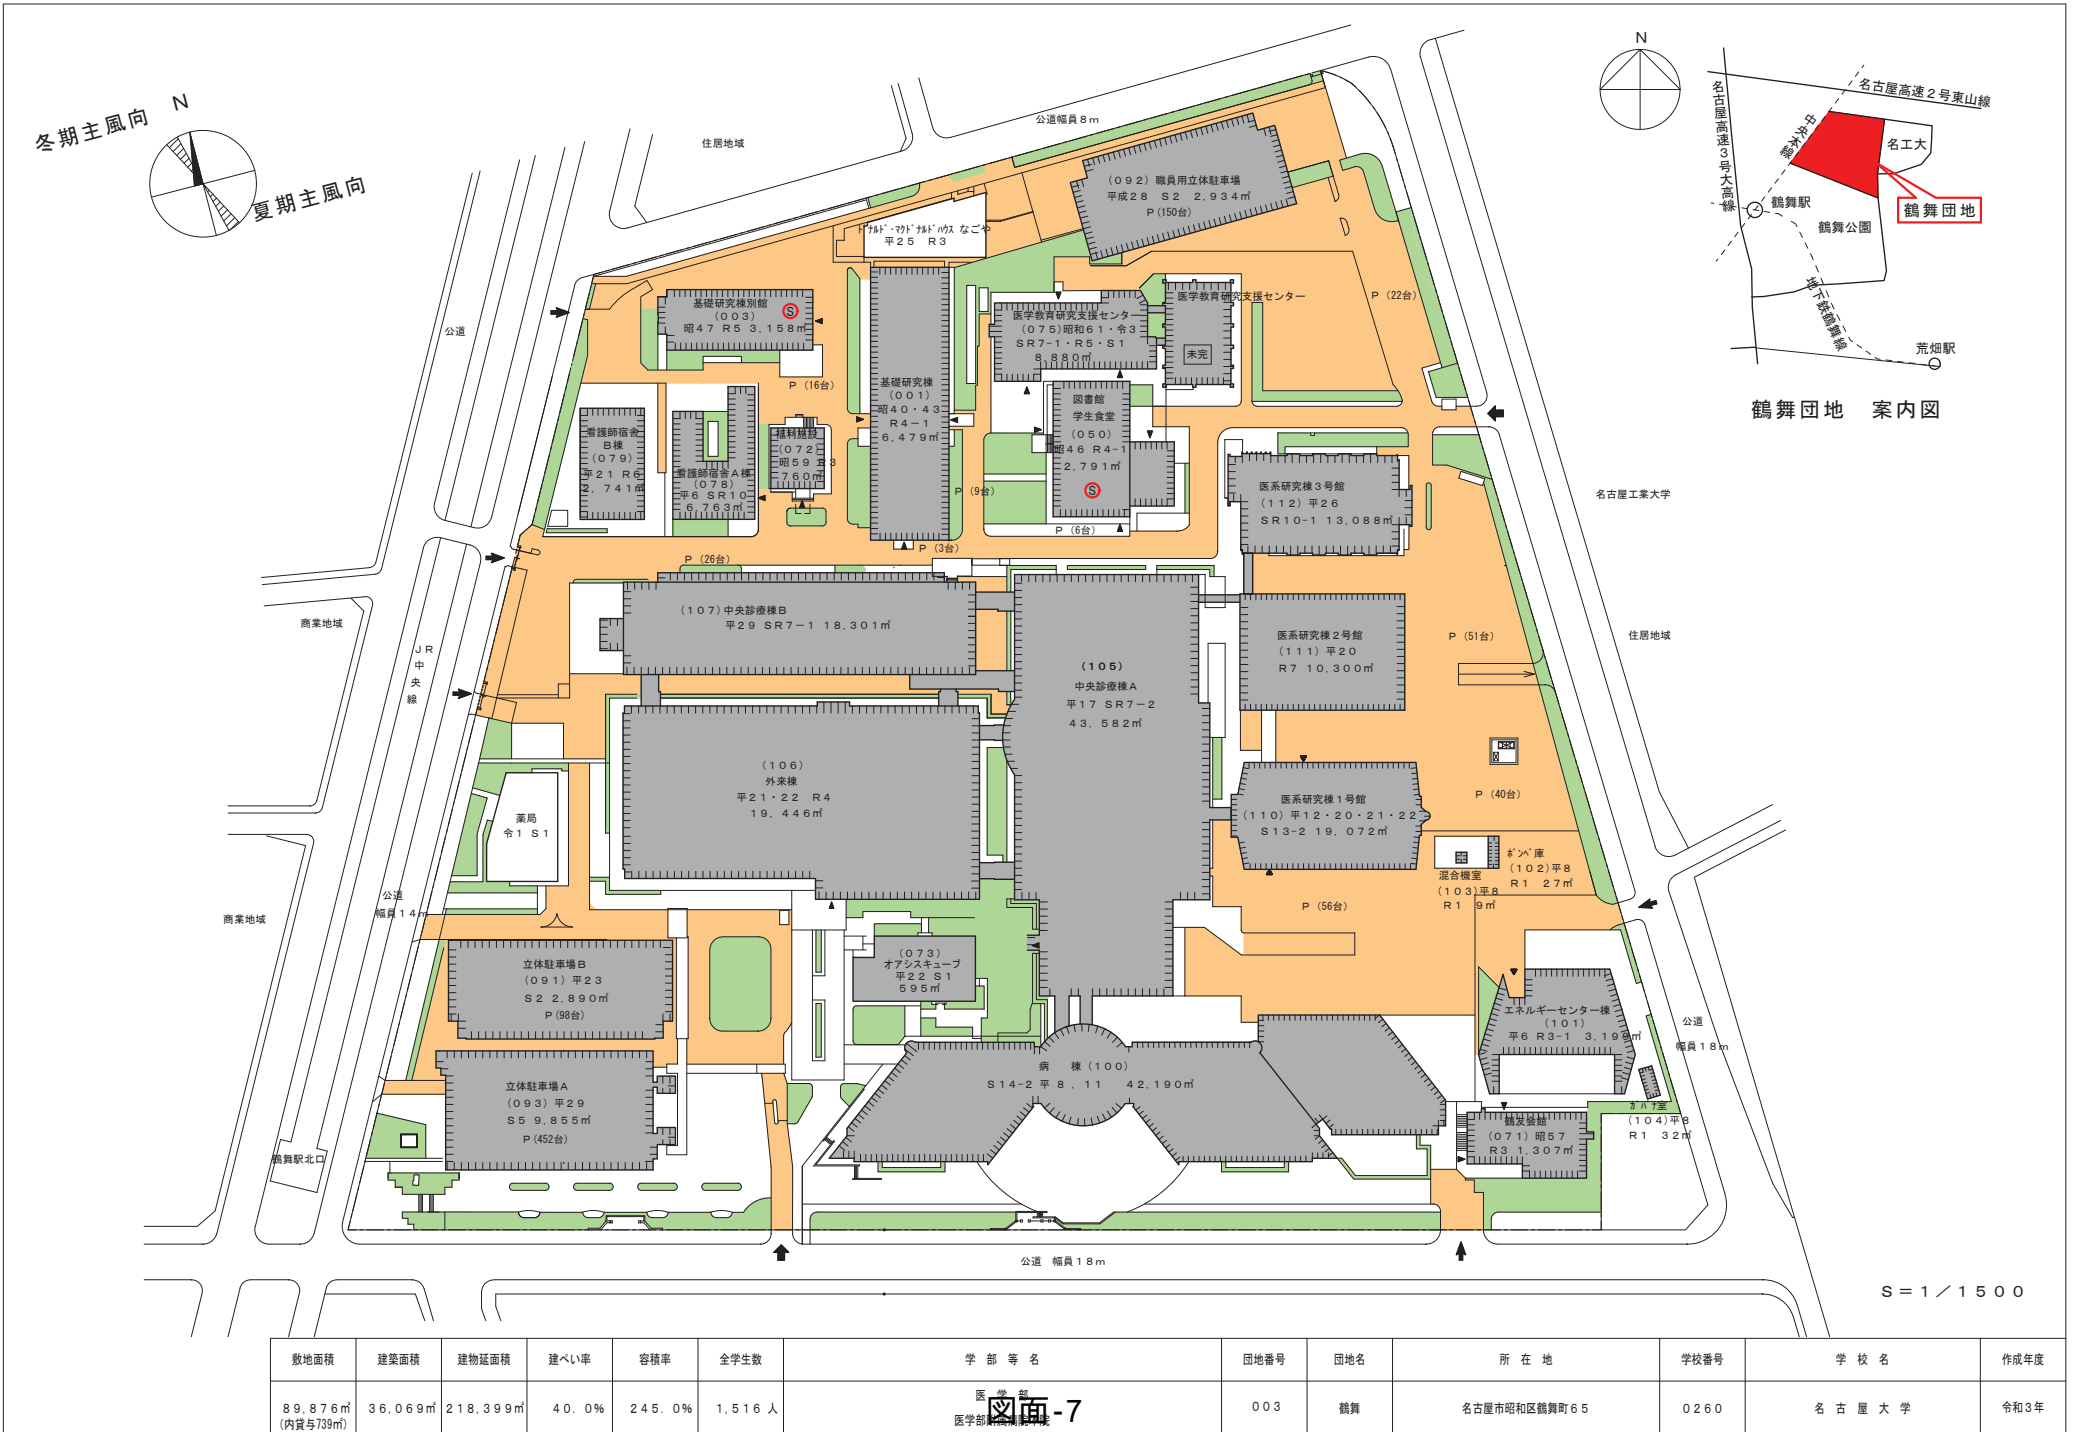 冬期主風向
N
夏期主風向
住居地域
公道幅員8m
公道
(092) 職員用立体駐車場
平成28 S2 2,934㎡
P (150台)
ドナルド・マクドナルドハウス なごや
平25 R3
基礎研究棟別館
(003)
昭47 R5 3,158㎡
S
P (16台)
基礎研究棟
(001)
昭40・43
R4-1
6,479㎡
医学教育研究支援センター
(075)昭和61・令3
SR7-1・R5・S1
8,880㎡
医学教育研究支援センター
未完
P (22台)
図書館
学生食堂
(050)
昭46 R4-1
2,791㎡
S
看護師宿舎
B棟
(079)
平21 R6
2,741㎡
看護師宿舎A棟
(078)
平6 SR10
6,763㎡
福利施設
(072)
昭59 R3
760㎡
P (9台)
P (6台)
P (3台)
P (26台)
医系研究棟3号館
(112) 平26
SR10-1 13,088㎡
名古屋工業大学
(107)中央診療棟B
平29 SR7-1 18,301㎡
(105)
中央診療棟A
平17 SR7-2
43,582㎡
医系研究棟2号館
(111) 平20
R7 10,300㎡
P (51台)
住居地域
商業地域
JR
中
央
線
(106)
外来棟
平21・22 R4
19,446㎡
医系研究棟1号館
(110) 平12・20・21・22
S13-2 19,072㎡
P (40台)
薬局
令1 S1
ボンベ庫
(102)平8
R1 27㎡
混合機室
(103)平8
R1 9㎡
P (56台)
公道
幅員14m
商業地域
立体駐車場B
(091) 平23
S2 2,890㎡
P (98台)
(073)
オアシスキューブ
平22 S1
595㎡
エネルギーセンター棟
(101)
平6 R3-1 3,199㎡
公道
幅員18m
立体駐車場A
(093) 平29
S5 9,855㎡
P (452台)
病 棟 (100)
S14-2 平8.11 42,190㎡
ガバナ室
(104)平8
R1 32㎡
鶴友会館
(071) 昭57
R3 1,307㎡
鶴舞駅北口
公道 幅員18m
N
名古屋高速2号東山線
名古屋高速3号大高線
中央本線
名工大
鶴舞駅
鶴舞団地
鶴舞公園
地下鉄鶴舞線
荒畑駅
鶴舞団地 案内図
S=1/1500
敷地面積 建築面積 建物延面積 建ぺい率 容積率 全学生数 学部等名 団地番号 団地名 所在地 学校番号 学校名 作成年度
89,876㎡ 36,069㎡ 218,399㎡ 40.0% 245.0% 1,516 人 医学部 003 鶴舞 名古屋市昭和区鶴舞町65 0260 名古屋大学 令和3年
(内貸与739㎡)
図面-7